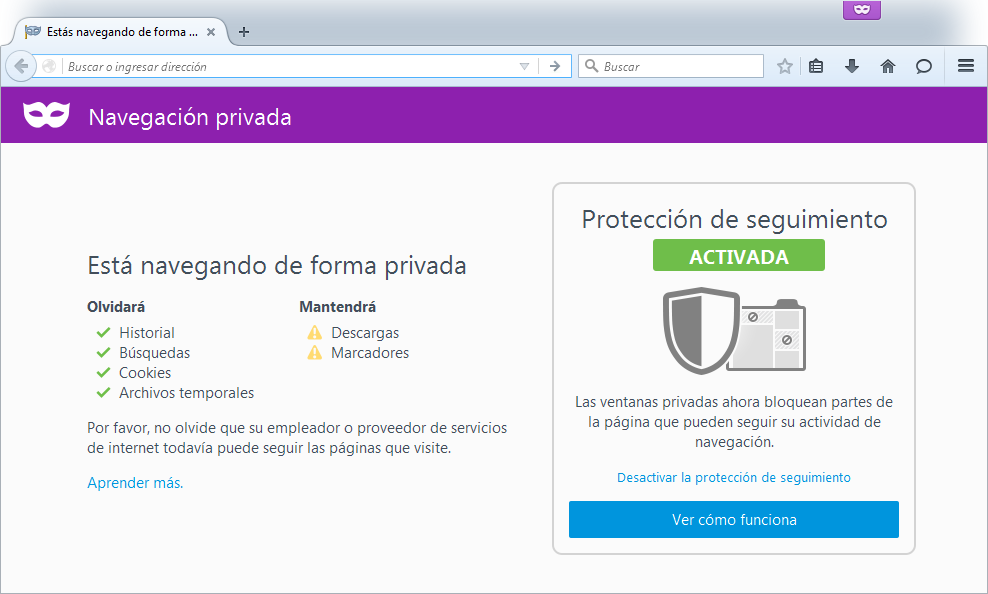 Estás navegando de forma ...
Buscar o ingresar dirección
Buscar
Navegación privada
Está navegando de forma privada
Olvidará
Historial
Búsquedas
Cookies
Archivos temporales
Mantendrá
Descargas
Marcadores
Por favor, no olvide que su empleador o proveedor de servicios
de internet todavía puede seguir las páginas que visite.
Aprender más.
Protección de seguimiento
ACTIVADA
Las ventanas privadas ahora bloquean partes de
la página que pueden seguir su actividad de
navegación.
Desactivar la protección de seguimiento
Ver cómo funciona